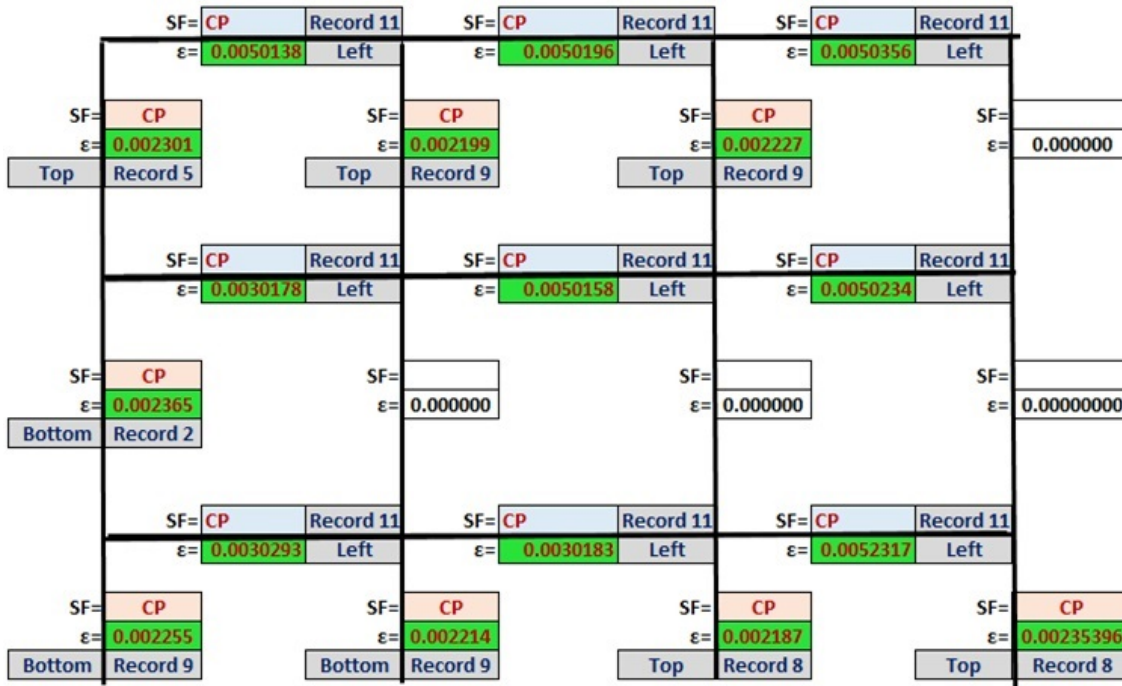 SF= CP Record 11 SF= CP Record 11 SF= CP Record 11
ε= 0.0050138 Left ε= 0.0050196 Left ε= 0.0050356 Left
SF= CP SF= CP SF= CP SF=
ε= 0.002301 ε= 0.002199 ε= 0.002227 ε= 0.000000
Top Record 5 Top Record 9 Top Record 9
SF= CP Record 11 SF= CP Record 11 SF= CP Record 11
ε= 0.0030178 Left ε= 0.0050158 Left ε= 0.0050234 Left
SF= CP SF= SF= SF=
ε= 0.002365 ε= 0.000000 ε= 0.000000 ε= 0.00000000
Bottom Record 2
SF= CP Record 11 SF= CP Record 11 SF= CP Record 11
ε= 0.0030293 Left ε= 0.0030183 Left ε= 0.0052317 Left
SF= CP SF= CP SF= CP SF= CP
ε= 0.002255 ε= 0.002214 ε= 0.002187 ε= 0.00235396
Bottom Record 9 Bottom Record 9 Top Record 8 Top Record 8